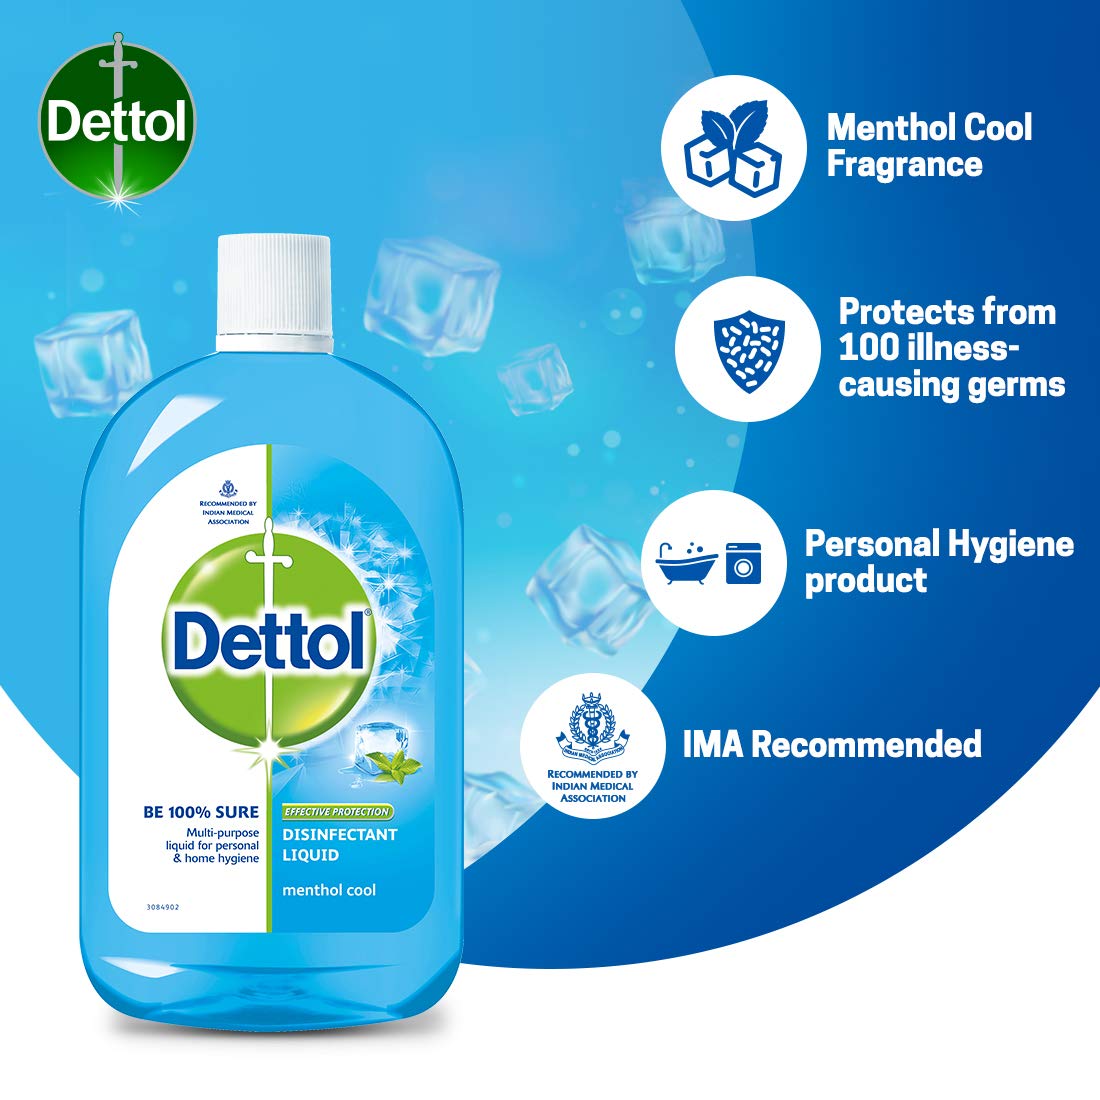 Dettol
Menthol Cool
Fragrance
Protects from
100 illness-
causing germs
Personal Hygiene
product
RECOMMENDED BY
INDIAN MEDICAL
ASSOCIATION
IMA Recommended
RECOMMENDED BY
INDIAN MEDICAL
ASSOCIATION
Dettol®
BE 100% SURE
Multi-purpose
liquid for personal
& home hygiene
3084902
EFFECTIVE PROTECTION
DISINFECTANT
LIQUID
menthol cool